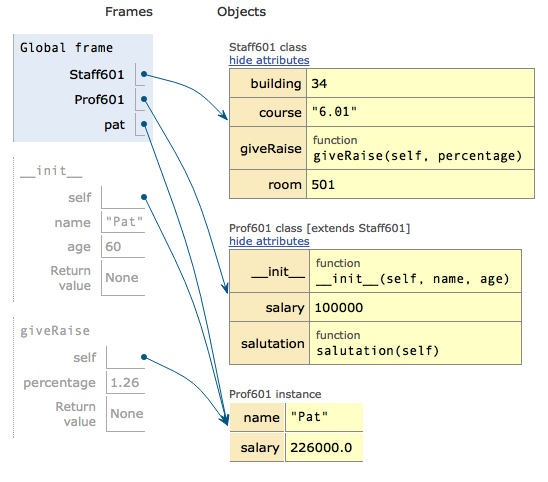 Frames Objects
Global frame
Staff601
Prof601
pat
__init__
self
name "Pat"
age 60
Return
value None
giveRaise
self
percentage 1.26
Return
value None
Staff601 class
hide attributes
building 34
course "6.01"
giveRaise function
giveRaise(self, percentage)
room 501
Prof601 class [extends Staff601]
hide attributes
__init__ function
__init__(self, name, age)
salary 100000
salutation function
salutation(self)
Prof601 instance
name "Pat"
salary 226000.0